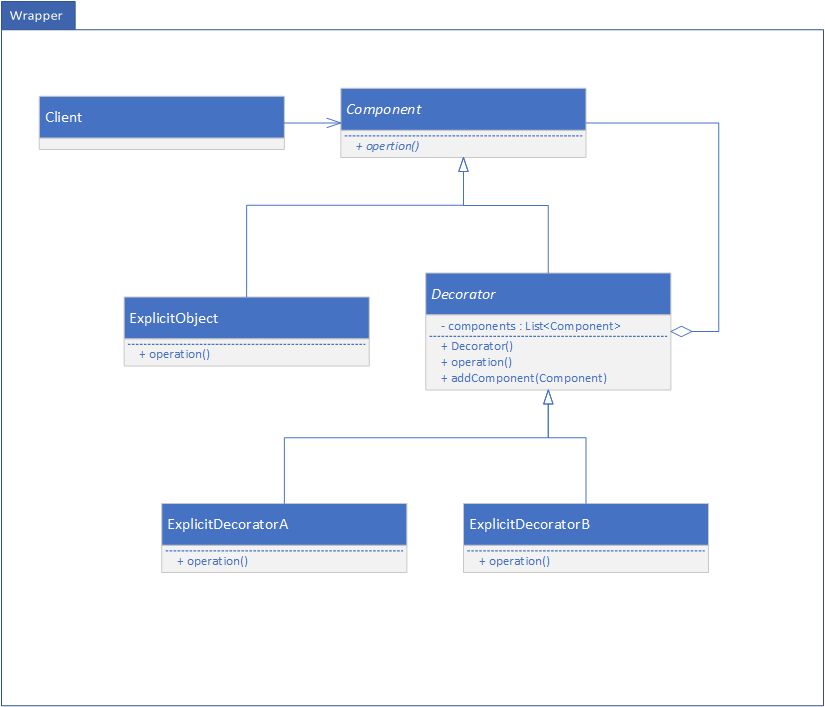 Wrapper
Client
Component
+ opertion()
ExplicitObject
+ operation()
Decorator
- components : List<Component>
+ Decorator()
+ operation()
+ addComponent(Component)
ExplicitDecoratorA
+ operation()
ExplicitDecoratorB
+ operation()